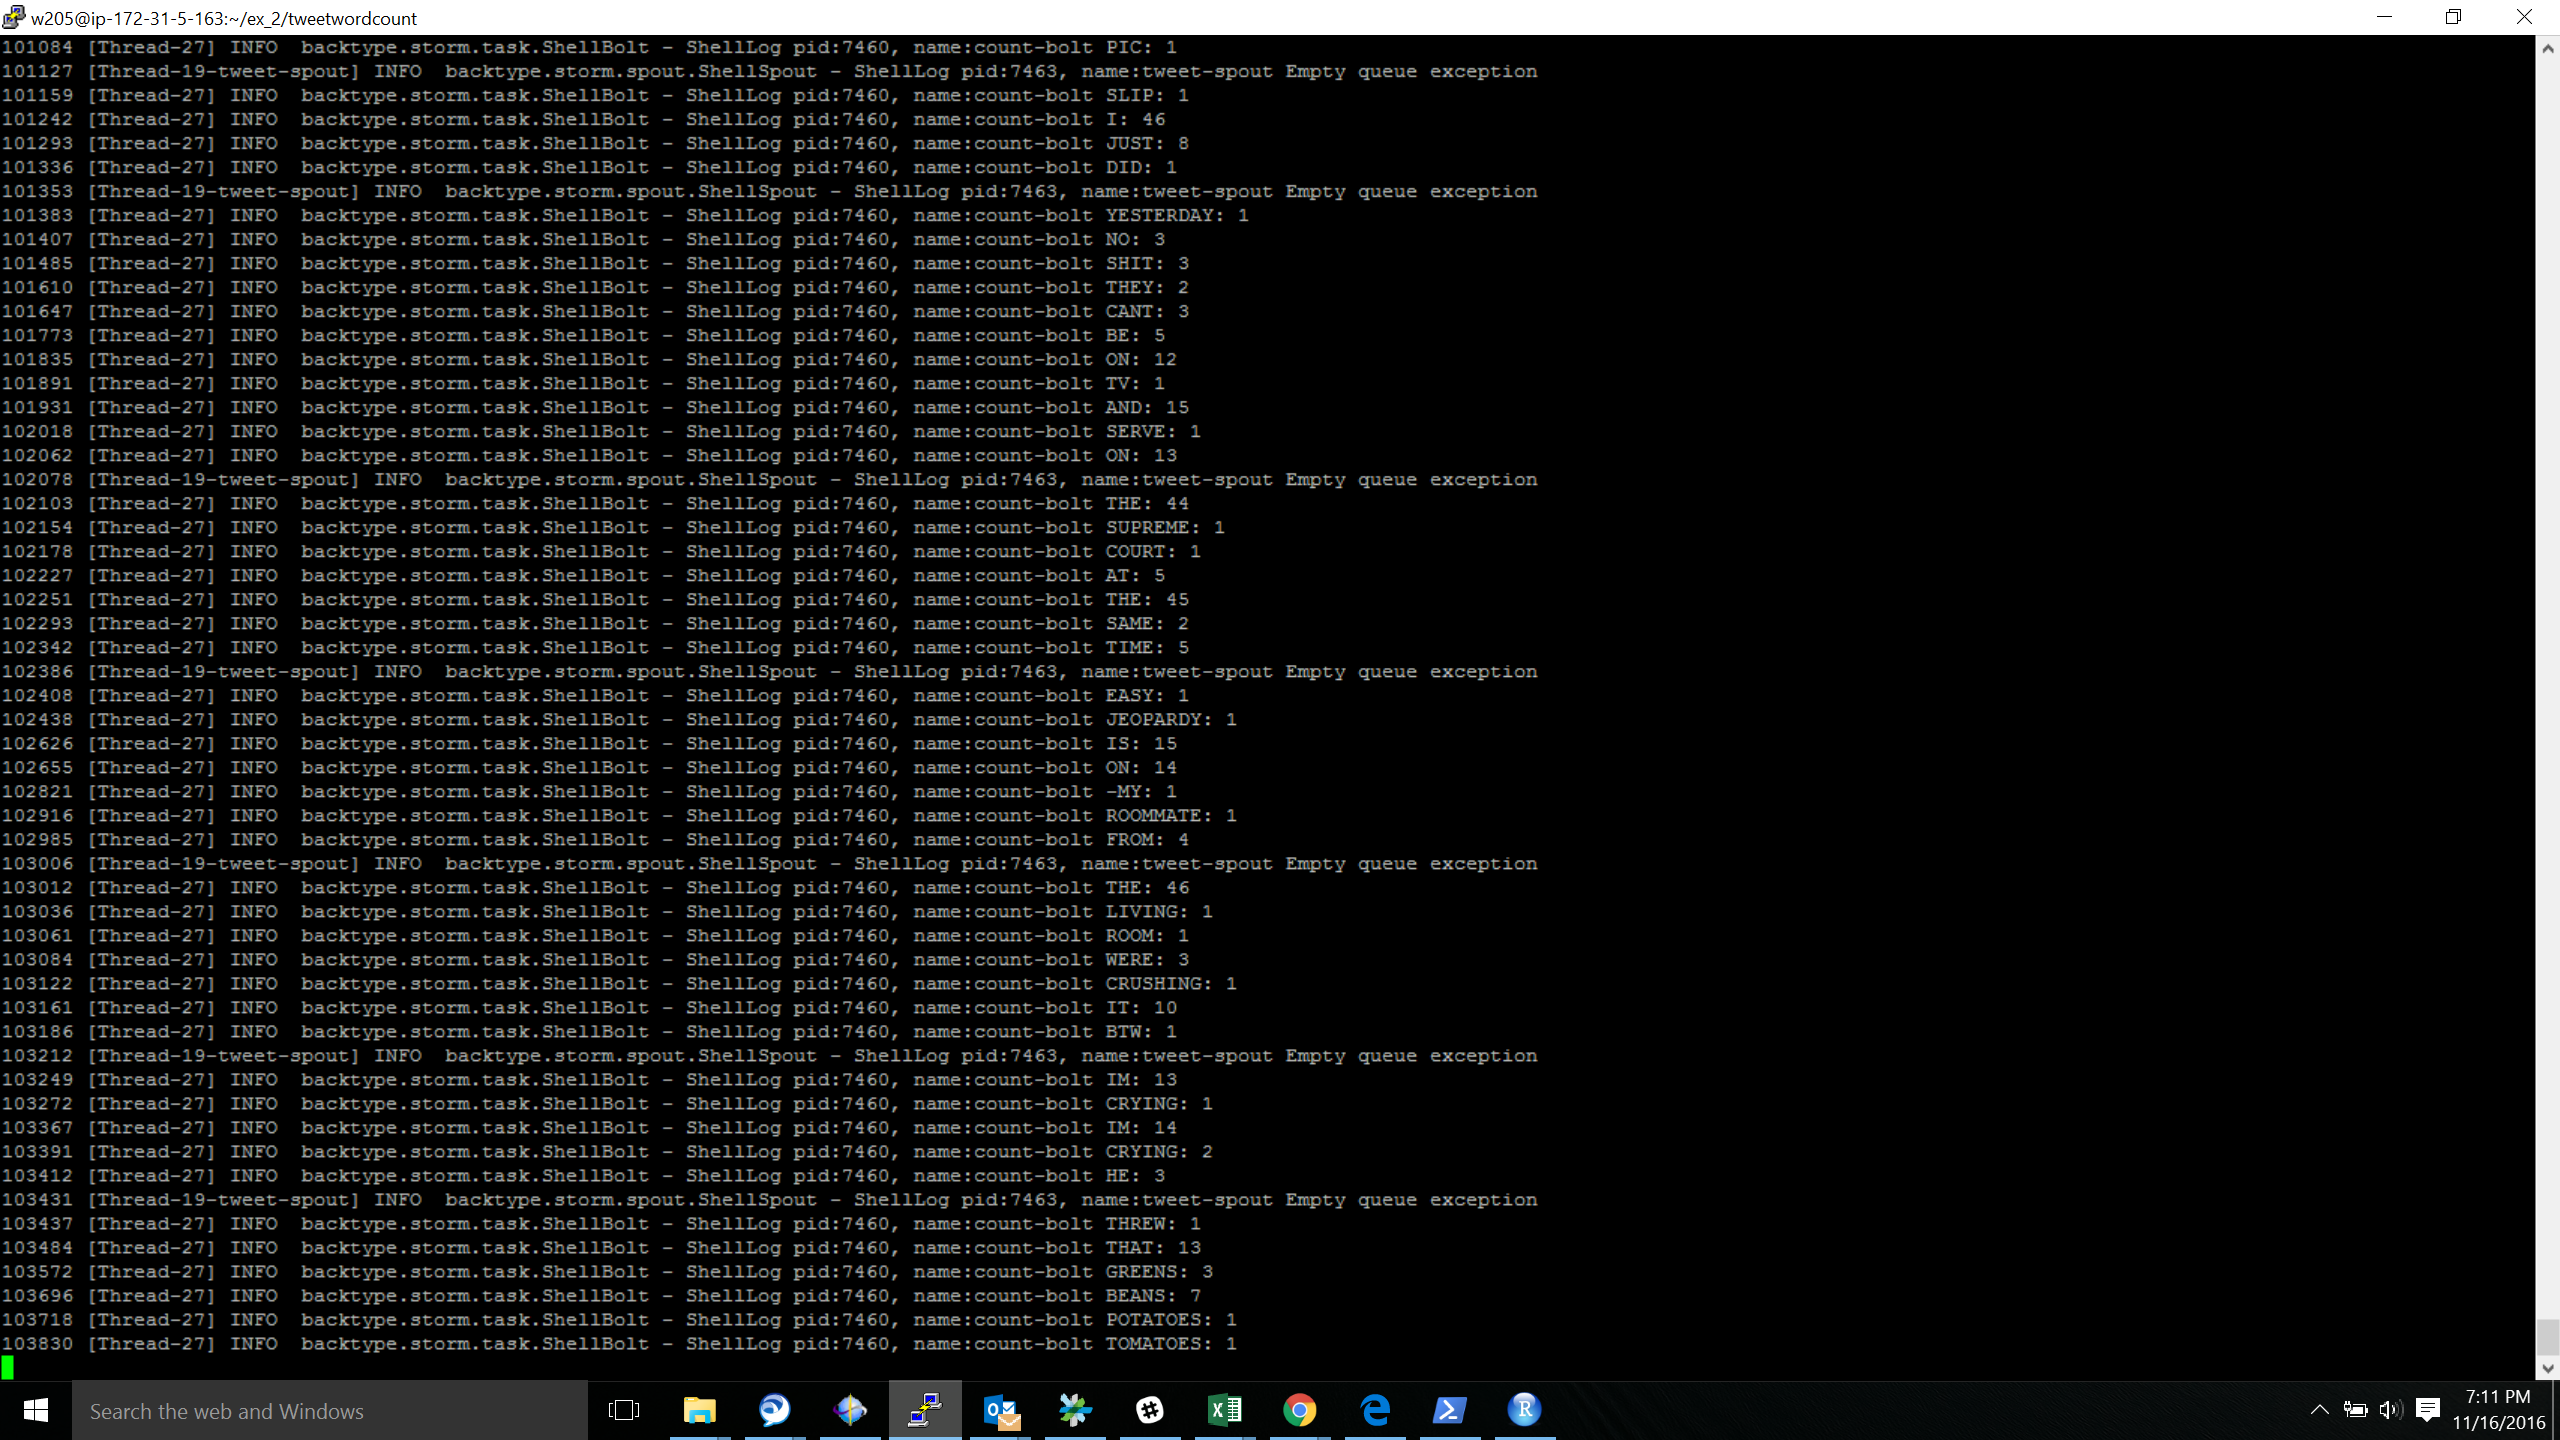 w205@ip-172-31-5-163:~/ex_2/tweetwordcount
101084 [Thread-27] INFO  backtype.storm.task.ShellBolt - ShellLog pid:7460, name:count-bolt PIC: 1
101127 [Thread-19-tweet-spout] INFO  backtype.storm.spout.ShellSpout - ShellLog pid:7463, name:tweet-spout Empty queue exception
101159 [Thread-27] INFO  backtype.storm.task.ShellBolt - ShellLog pid:7460, name:count-bolt SLIP: 1
101242 [Thread-27] INFO  backtype.storm.task.ShellBolt - ShellLog pid:7460, name:count-bolt I: 46
101293 [Thread-27] INFO  backtype.storm.task.ShellBolt - ShellLog pid:7460, name:count-bolt JUST: 8
101336 [Thread-27] INFO  backtype.storm.task.ShellBolt - ShellLog pid:7460, name:count-bolt DID: 1
101353 [Thread-19-tweet-spout] INFO  backtype.storm.spout.ShellSpout - ShellLog pid:7463, name:tweet-spout Empty queue exception
101383 [Thread-27] INFO  backtype.storm.task.ShellBolt - ShellLog pid:7460, name:count-bolt YESTERDAY: 1
101407 [Thread-27] INFO  backtype.storm.task.ShellBolt - ShellLog pid:7460, name:count-bolt NO: 3
101485 [Thread-27] INFO  backtype.storm.task.ShellBolt - ShellLog pid:7460, name:count-bolt SHIT: 3
101610 [Thread-27] INFO  backtype.storm.task.ShellBolt - ShellLog pid:7460, name:count-bolt THEY: 2
101647 [Thread-27] INFO  backtype.storm.task.ShellBolt - ShellLog pid:7460, name:count-bolt CANT: 3
101773 [Thread-27] INFO  backtype.storm.task.ShellBolt - ShellLog pid:7460, name:count-bolt BE: 5
101835 [Thread-27] INFO  backtype.storm.task.ShellBolt - ShellLog pid:7460, name:count-bolt ON: 12
101891 [Thread-27] INFO  backtype.storm.task.ShellBolt - ShellLog pid:7460, name:count-bolt TV: 1
101931 [Thread-27] INFO  backtype.storm.task.ShellBolt - ShellLog pid:7460, name:count-bolt AND: 15
102018 [Thread-27] INFO  backtype.storm.task.ShellBolt - ShellLog pid:7460, name:count-bolt SERVE: 1
102062 [Thread-27] INFO  backtype.storm.task.ShellBolt - ShellLog pid:7460, name:count-bolt ON: 13
102078 [Thread-19-tweet-spout] INFO  backtype.storm.spout.ShellSpout - ShellLog pid:7463, name:tweet-spout Empty queue exception
102103 [Thread-27] INFO  backtype.storm.task.ShellBolt - ShellLog pid:7460, name:count-bolt THE: 44
102154 [Thread-27] INFO  backtype.storm.task.ShellBolt - ShellLog pid:7460, name:count-bolt SUPREME: 1
102178 [Thread-27] INFO  backtype.storm.task.ShellBolt - ShellLog pid:7460, name:count-bolt COURT: 1
102227 [Thread-27] INFO  backtype.storm.task.ShellBolt - ShellLog pid:7460, name:count-bolt AT: 5
102251 [Thread-27] INFO  backtype.storm.task.ShellBolt - ShellLog pid:7460, name:count-bolt THE: 45
102293 [Thread-27] INFO  backtype.storm.task.ShellBolt - ShellLog pid:7460, name:count-bolt SAME: 2
102342 [Thread-27] INFO  backtype.storm.task.ShellBolt - ShellLog pid:7460, name:count-bolt TIME: 5
102386 [Thread-19-tweet-spout] INFO  backtype.storm.spout.ShellSpout - ShellLog pid:7463, name:tweet-spout Empty queue exception
102408 [Thread-27] INFO  backtype.storm.task.ShellBolt - ShellLog pid:7460, name:count-bolt EASY: 1
102438 [Thread-27] INFO  backtype.storm.task.ShellBolt - ShellLog pid:7460, name:count-bolt JEOPARDY: 1
102626 [Thread-27] INFO  backtype.storm.task.ShellBolt - ShellLog pid:7460, name:count-bolt IS: 15
102655 [Thread-27] INFO  backtype.storm.task.ShellBolt - ShellLog pid:7460, name:count-bolt ON: 14
102821 [Thread-27] INFO  backtype.storm.task.ShellBolt - ShellLog pid:7460, name:count-bolt -MY: 1
102916 [Thread-27] INFO  backtype.storm.task.ShellBolt - ShellLog pid:7460, name:count-bolt ROOMMATE: 1
102985 [Thread-27] INFO  backtype.storm.task.ShellBolt - ShellLog pid:7460, name:count-bolt FROM: 4
103006 [Thread-19-tweet-spout] INFO  backtype.storm.spout.ShellSpout - ShellLog pid:7463, name:tweet-spout Empty queue exception
103012 [Thread-27] INFO  backtype.storm.task.ShellBolt - ShellLog pid:7460, name:count-bolt THE: 46
103036 [Thread-27] INFO  backtype.storm.task.ShellBolt - ShellLog pid:7460, name:count-bolt LIVING: 1
103061 [Thread-27] INFO  backtype.storm.task.ShellBolt - ShellLog pid:7460, name:count-bolt ROOM: 1
103084 [Thread-27] INFO  backtype.storm.task.ShellBolt - ShellLog pid:7460, name:count-bolt WERE: 3
103122 [Thread-27] INFO  backtype.storm.task.ShellBolt - ShellLog pid:7460, name:count-bolt CRUSHING: 1
103161 [Thread-27] INFO  backtype.storm.task.ShellBolt - ShellLog pid:7460, name:count-bolt IT: 10
103186 [Thread-27] INFO  backtype.storm.task.ShellBolt - ShellLog pid:7460, name:count-bolt BTW: 1
103212 [Thread-19-tweet-spout] INFO  backtype.storm.spout.ShellSpout - ShellLog pid:7463, name:tweet-spout Empty queue exception
103249 [Thread-27] INFO  backtype.storm.task.ShellBolt - ShellLog pid:7460, name:count-bolt IM: 13
103272 [Thread-27] INFO  backtype.storm.task.ShellBolt - ShellLog pid:7460, name:count-bolt CRYING: 1
103367 [Thread-27] INFO  backtype.storm.task.ShellBolt - ShellLog pid:7460, name:count-bolt IM: 14
103391 [Thread-27] INFO  backtype.storm.task.ShellBolt - ShellLog pid:7460, name:count-bolt CRYING: 2
103412 [Thread-27] INFO  backtype.storm.task.ShellBolt - ShellLog pid:7460, name:count-bolt HE: 3
103431 [Thread-19-tweet-spout] INFO  backtype.storm.spout.ShellSpout - ShellLog pid:7463, name:tweet-spout Empty queue exception
103437 [Thread-27] INFO  backtype.storm.task.ShellBolt - ShellLog pid:7460, name:count-bolt THREW: 1
103484 [Thread-27] INFO  backtype.storm.task.ShellBolt - ShellLog pid:7460, name:count-bolt THAT: 13
103572 [Thread-27] INFO  backtype.storm.task.ShellBolt - ShellLog pid:7460, name:count-bolt GREENS: 3
103696 [Thread-27] INFO  backtype.storm.task.ShellBolt - ShellLog pid:7460, name:count-bolt BEANS: 7
103718 [Thread-27] INFO  backtype.storm.task.ShellBolt - ShellLog pid:7460, name:count-bolt POTATOES: 1
103830 [Thread-27] INFO  backtype.storm.task.ShellBolt - ShellLog pid:7460, name:count-bolt TOMATOES: 1
Search the web and Windows
7:11 PM
11/16/2016